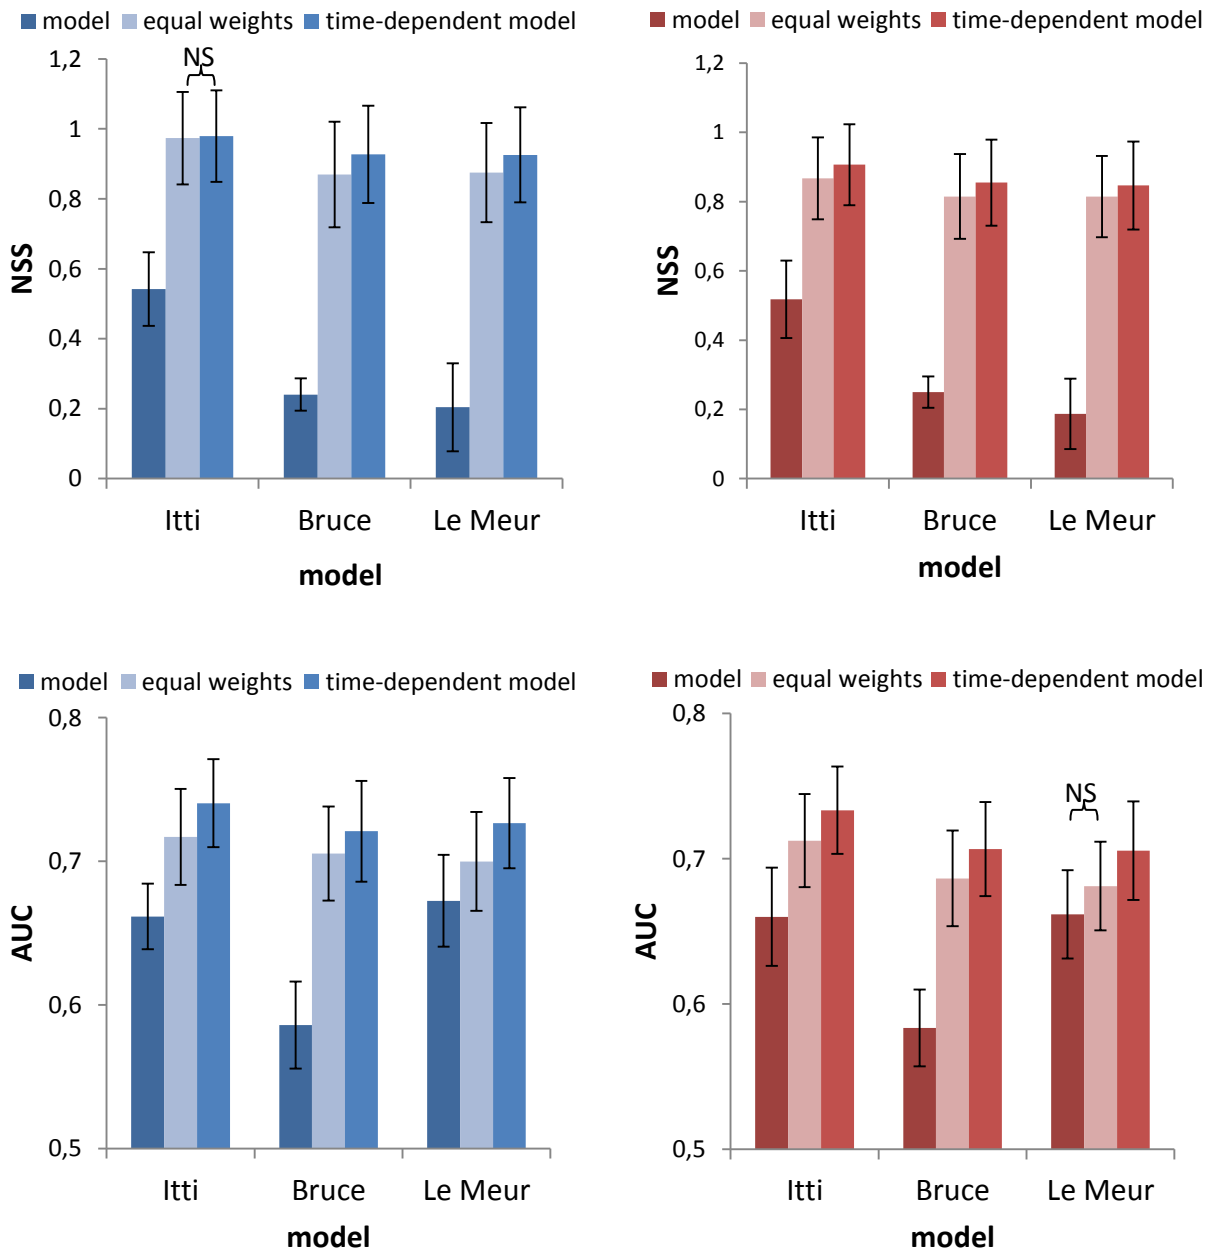 model equal weights time-dependent model
1,2
1
0,8
0,6
0,4
0,2
0
NSS
NS
Itti Bruce Le Meur
model
model equal weights time-dependent model
1,2
1
0,8
0,6
0,4
0,2
0
NSS
Itti Bruce Le Meur
model
model equal weights time-dependent model
0,8
0,7
0,6
0,5
AUC
Itti Bruce Le Meur
model
model equal weights time-dependent model
0,8
0,7
0,6
0,5
AUC
NS
Itti Bruce Le Meur
model